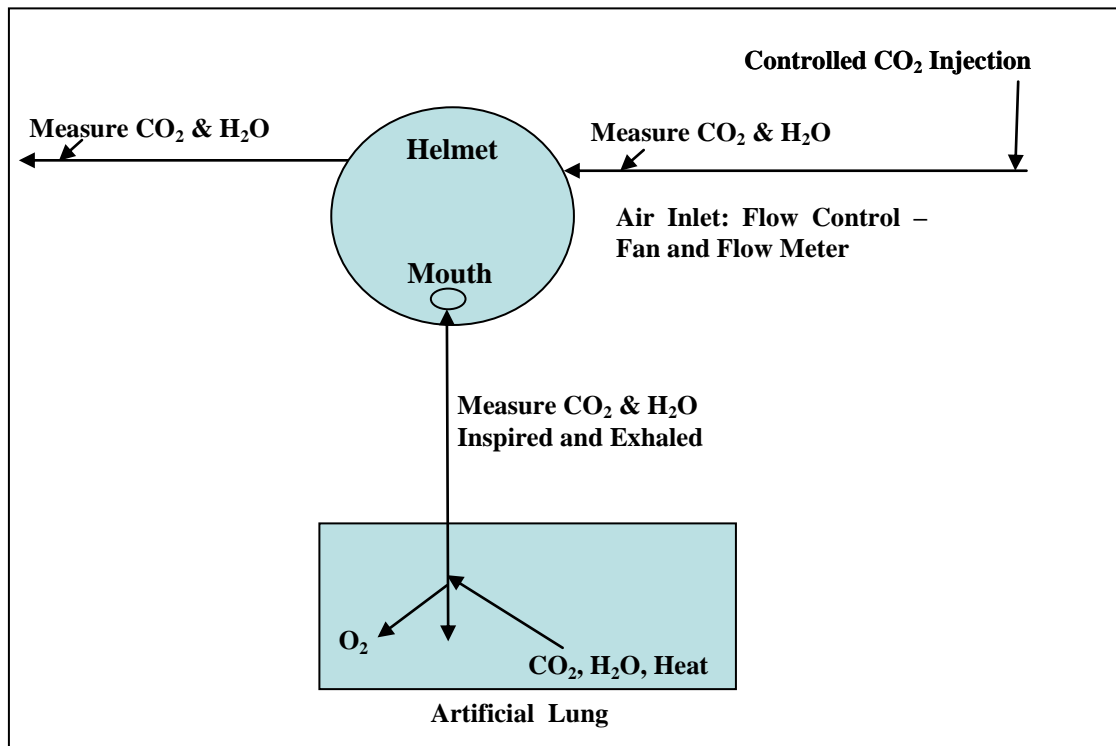 Controlled CO₂ Injection
Measure CO₂ & H₂O
Measure CO₂ & H₂O
Helmet
Air Inlet: Flow Control –
Fan and Flow Meter
Mouth
Measure CO₂ & H₂O
Inspired and Exhaled
O₂
CO₂, H₂O, Heat
Artificial Lung